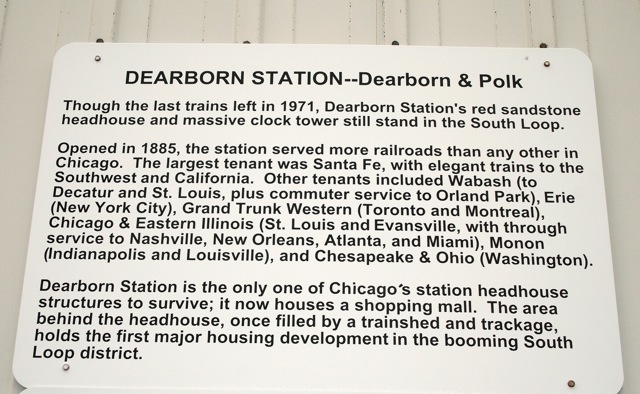 DEARBORN STATION--Dearborn & Polk
Though the last trains left in 1971, Dearborn Station's red sandstone
headhouse and massive clock tower still stand in the South Loop.
Opened in 1885, the station served more railroads than any other in
Chicago.  The largest tenant was Santa Fe, with elegant trains to the
Southwest and California.  Other tenants included Wabash (to
Decatur and St. Louis, plus commuter service to Orland Park), Erie
(New York City), Grand Trunk Western (Toronto and Montreal),
Chicago & Eastern Illinois (St. Louis and Evansville, with through
service to Nashville, New Orleans, Atlanta, and Miami), Monon
(Indianapolis and Louisville), and Chesapeake & Ohio (Washington).
Dearborn Station is the only one of Chicago's station headhouse
structures to survive; it now houses a shopping mall.  The area
behind the headhouse, once filled by a trainshed and trackage,
holds the first major housing development in the booming South
Loop district.